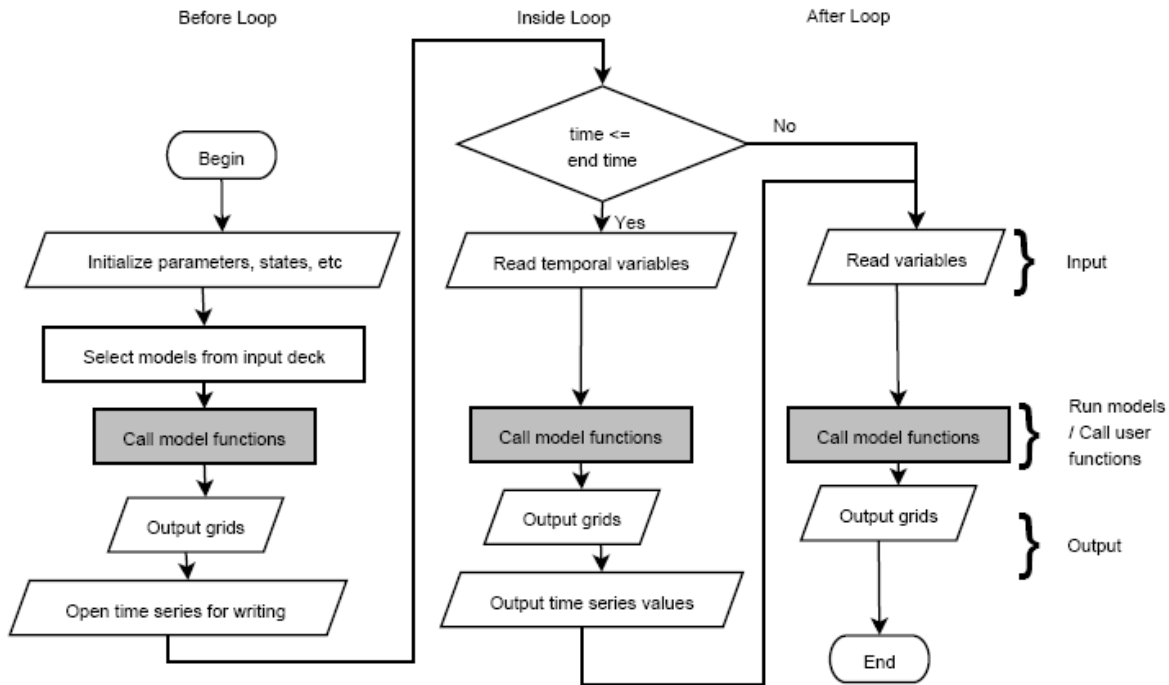 Before Loop
Inside Loop
After Loop
Begin
Initialize parameters, states, etc
Select models from input deck
Call model functions
Output grids
Open time series for writing
time <=
end time
No
Yes
Read temporal variables
Call model functions
Output grids
Output time series values
Read variables
Call model functions
Output grids
End
Input
Run models
/ Call user
functions
Output